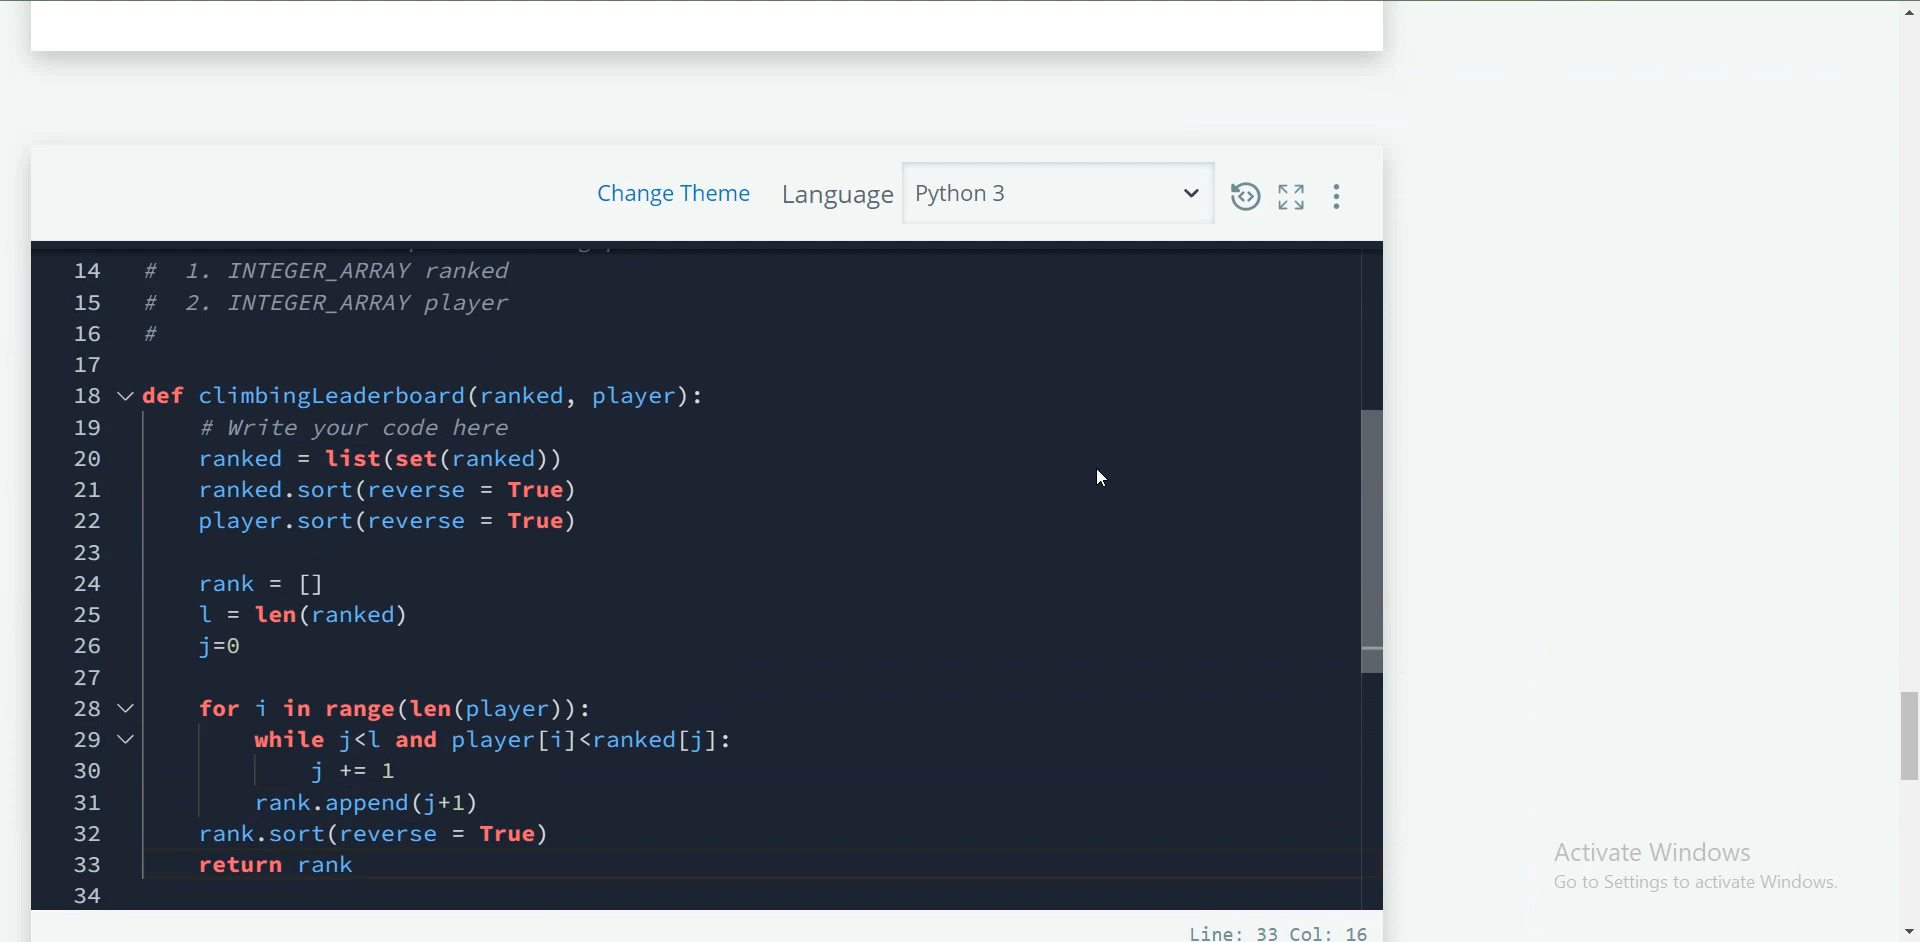 Change Theme Language Python 3
14 # 1. INTEGER_ARRAY ranked
15 # 2. INTEGER_ARRAY player
16 #
17
18 def climbingLeaderboard(ranked, player):
19 # Write your code here
20 ranked = list(set(ranked))
21 ranked.sort(reverse = True)
22 player.sort(reverse = True)
23
24 rank = []
25 l = len(ranked)
26 j=0
27
28 for i in range(len(player)):
29 while j<l and player[i]<ranked[j]:
30 j += 1
31 rank.append(j+1)
32 rank.sort(reverse = True)
33 return rank
34
Activate Windows
Go to Settings to activate Windows.
Line: 33 Col: 16